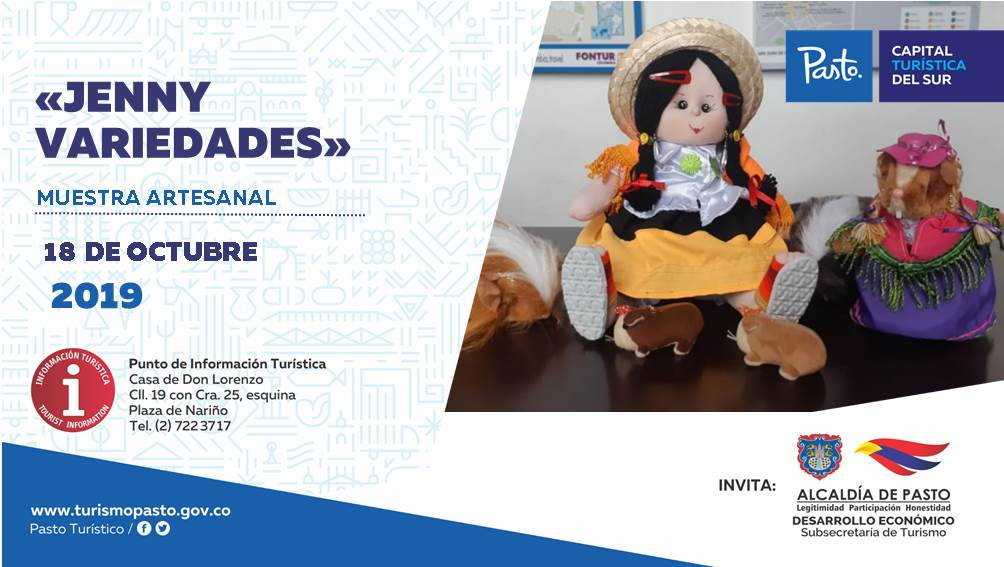 «JENNY
VARIEDADES»
MUESTRA ARTESANAL
18 DE OCTUBRE
2019
INFORMACIÓN TURÍSTICA
i
TOURIST INFORMATION
Punto de Información Turística
Casa de Don Lorenzo
Cll. 19 con Cra. 25, esquina
Plaza de Nariño
Tel. (2) 7223717
www.turismopasto.gov.co
Pasto Turístico /
FONTUR
Pasto.
CAPITAL
TURÍSTICA
DEL SUR
INVITA:
ALCALDÍA DE PASTO
Legitimidad Participación Honestidad
DESARROLLO ECONÓMICO
Subsecretaría de Turismo